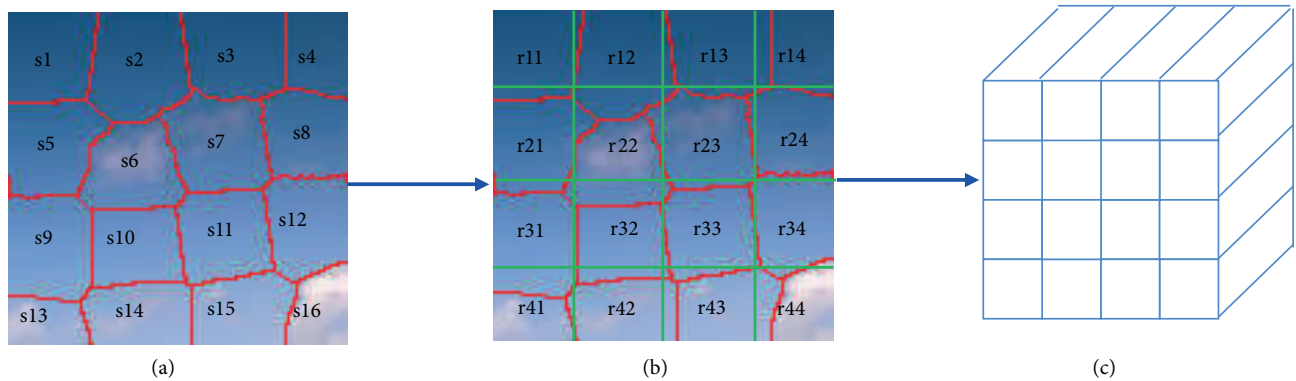 s1 s2 s3 s4
s5 s6 s7 s8
s9 s10 s11 s12
s13 s14 s15 s16
(a)
r11 r12 r13 r14
r21 r22 r23 r24
r31 r32 r33 r34
r41 r42 r43 r44
(b)
(c)